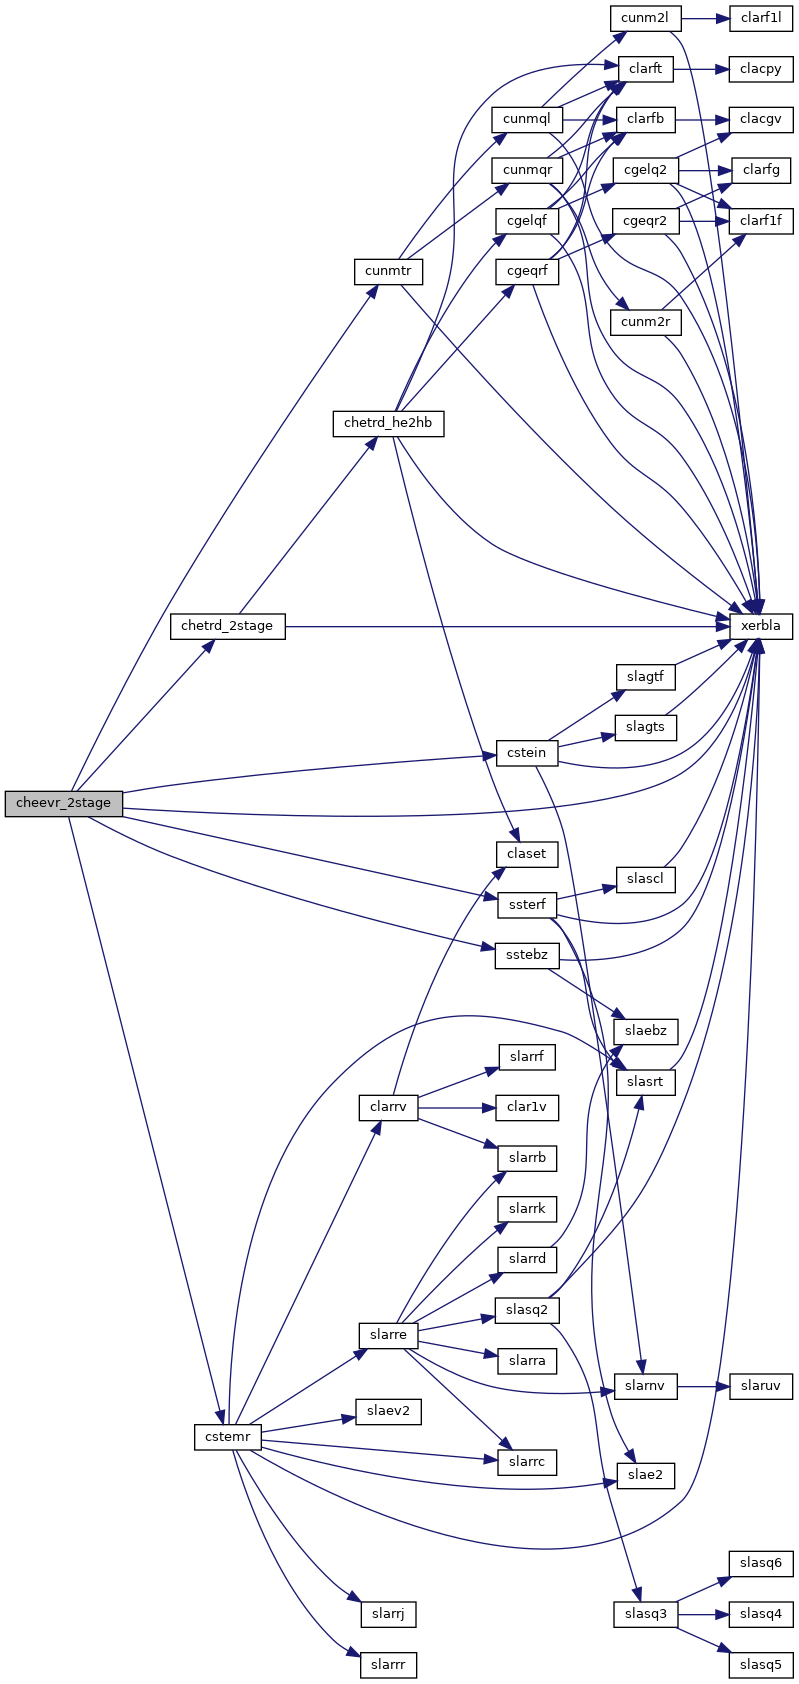 cunm2l
clarf1l
clarft
clacpy
cunmql
clarfb
clacgv
cunmqr
cgelq2
clarfg
cgelqf
cgeqr2
clarf1f
cunmtr
cgeqrf
cunm2r
chetrd_he2hb
chetrd_2stage
xerbla
slagtf
slagts
cstein
cheevr_2stage
claset
slascl
ssterf
sstebz
slaebz
slarrf
slasrt
clarrv
clar1v
slarrb
slarrk
slarrd
slasq2
slarre
slarra
slarnv
slaruv
slaev2
cstemr
slarrc
slae2
slasq6
slarrj
slasq3
slasq4
slarrr
slasq5